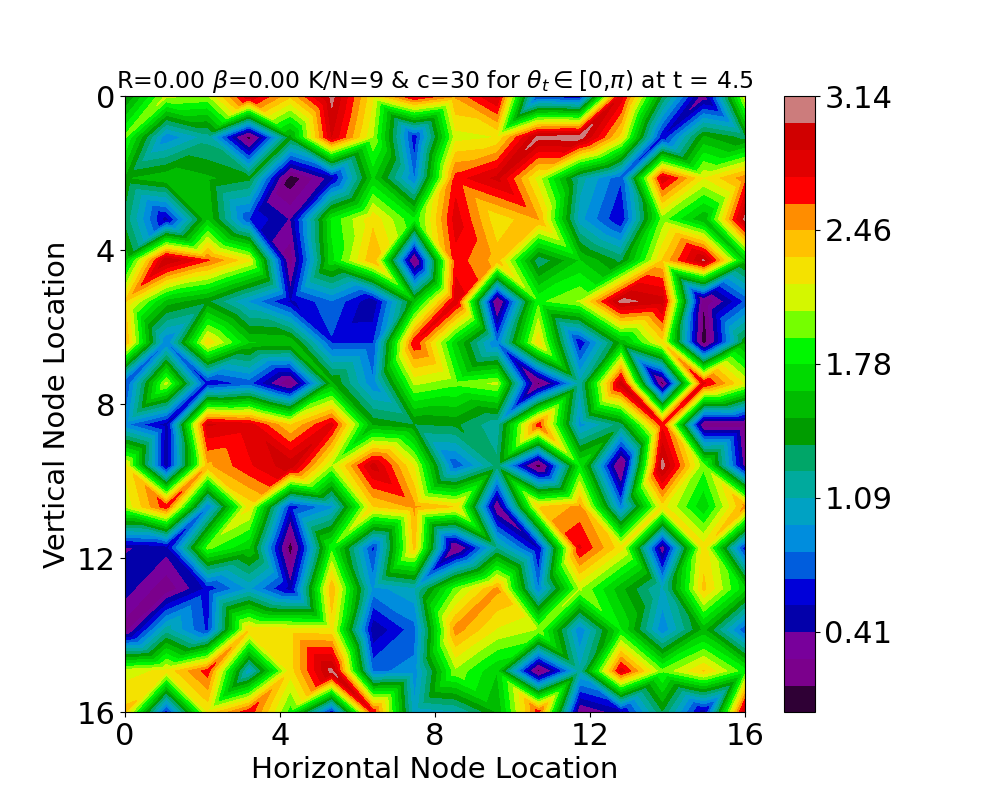 R=0.00 β=0.00 K/N=9 & c=30 for θ_t ∈ [0,π) at t = 4.5
0
4
8
12
16
0 4 8 12 16
Vertical Node Location
Horizontal Node Location
3.14
2.46
1.78
1.09
0.41